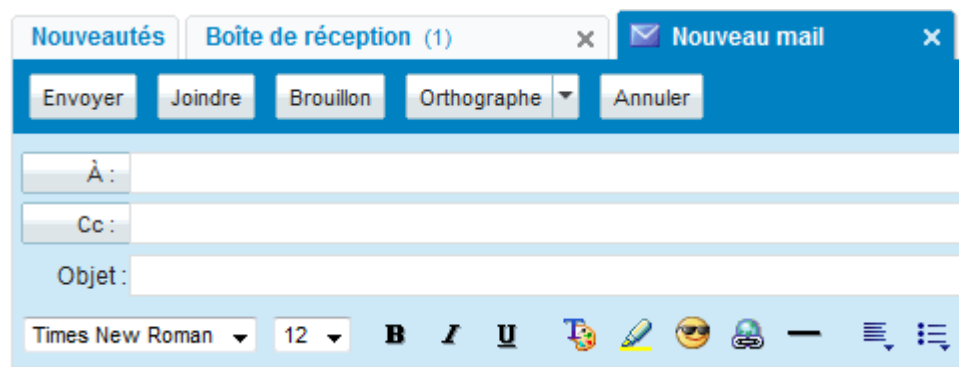 Nouveautés Boîte de réception (1) Nouveau mail
Envoyer Joindre Brouillon Orthographe Annuler
À :
Cc :
Objet :
Times New Roman 12 B I U T